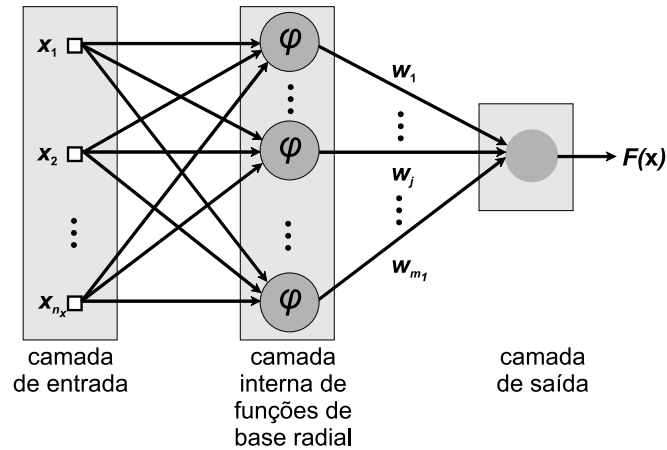 x1
x2
xnx
φ
φ
φ
w1
wj
wm1
F(x)
camada
de entrada
camada
interna de
funções de
base radial
camada
de saída